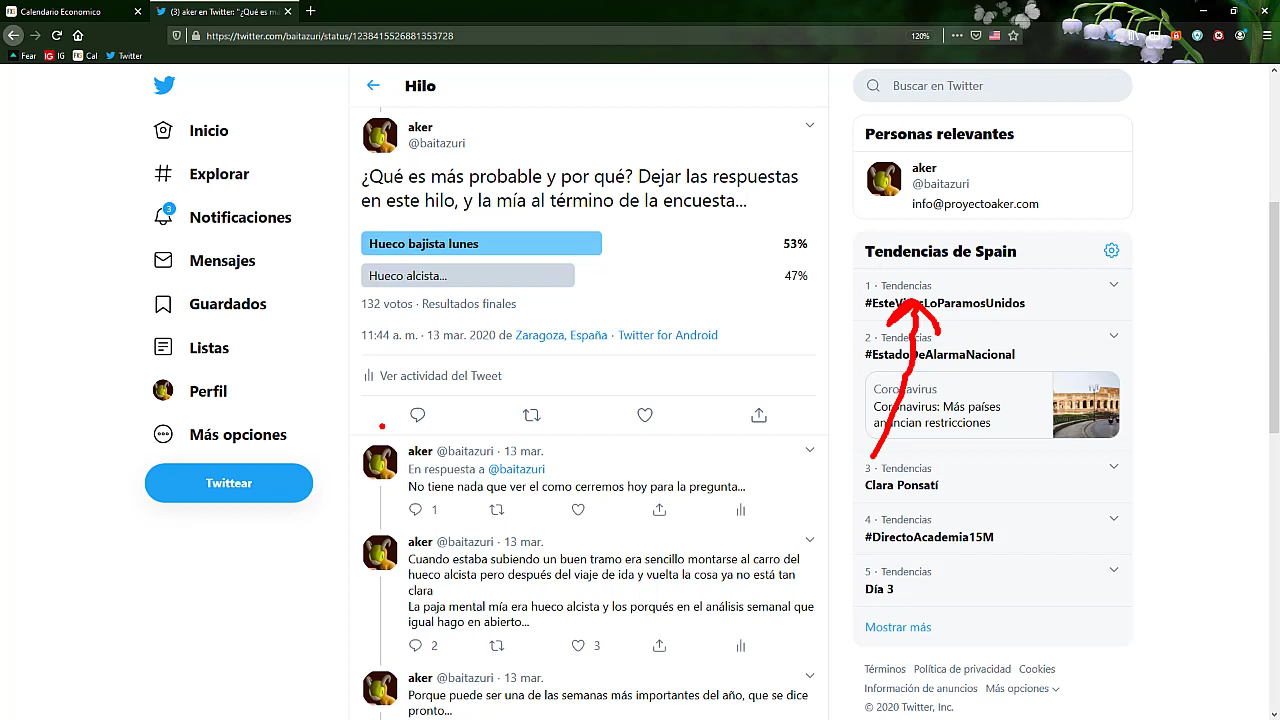 Calendario Economico
(3) aker en Twitter: "¿Qué es m
https://twitter.com/baitazuri/status/1238415526881353728
120%
Fear
IG
Cal
Twitter
Inicio
Explorar
3
Notificaciones
Mensajes
Guardados
Listas
Perfil
Más opciones
Twittear
Hilo
aker
@baitazuri
¿Qué es más probable y por qué? Dejar las respuestas
en este hilo, y la mía al término de la encuesta...
Hueco bajista lunes 53%
Hueco alcista... 47%
132 votos · Resultados finales
11:44 a. m. · 13 mar. 2020 de Zaragoza, España · Twitter for Android
Ver actividad del Tweet
aker @baitazuri · 13 mar.
En respuesta a @baitazuri
No tiene nada que ver el como cerremos hoy para la pregunta...
1
aker @baitazuri · 13 mar.
Cuando estaba subiendo un buen tramo era sencillo montarse al carro del
hueco alcista pero después del viaje de ida y vuelta la cosa ya no está tan
clara
La paja mental mía era hueco alcista y los porqués en el análisis semanal que
igual hago en abierto...
2 3
aker @baitazuri · 13 mar.
Porque puede ser una de las semanas más importantes del año, que se dice
pronto...
Buscar en Twitter
Personas relevantes
aker
@baitazuri
info@proyectoaker.com
Tendencias de Spain
1 · Tendencias
#EsteVirusLoParamosUnidos
2 · Tendencias
#EstadoDeAlarmaNacional
Coronavirus
Coronavirus: Más países
anuncian restricciones
3 · Tendencias
Clara Ponsatí
4 · Tendencias
#DirectoAcademia15M
5 · Tendencias
Día 3
Mostrar más
Términos Política de privacidad Cookies
Información de anuncios Más opciones
© 2020 Twitter, Inc.